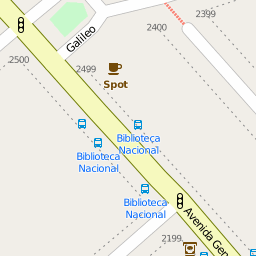 2399
2400
Galileo
2500
2499
Spot
Biblioteca
Nacional
Biblioteca
Nacional
Biblioteca
Nacional
Avenida Gen
2199